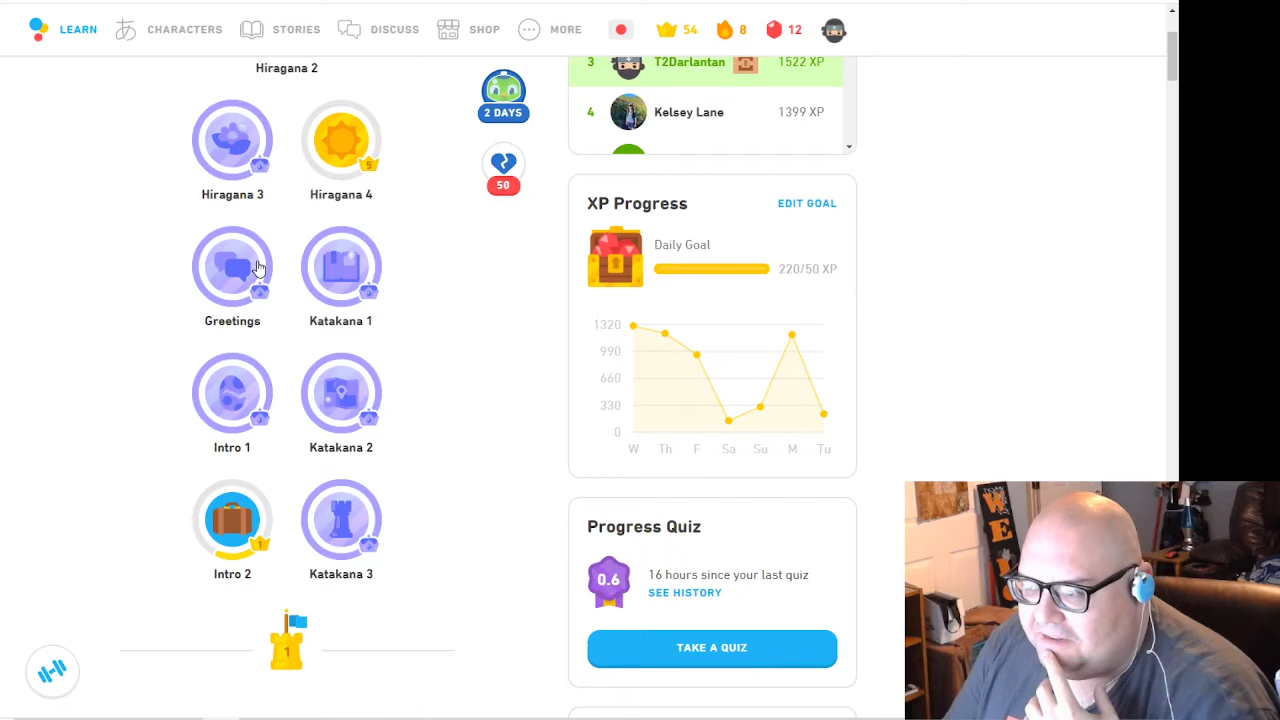 LEARN
あ CHARACTERS
STORIES
DISCUSS
SHOP
MORE
54
8
12
Hiragana 2
Hiragana 3
5
Hiragana 4
Greetings
Katakana 1
Intro 1
Katakana 2
1
Intro 2
Katakana 3
1
2 DAYS
50
3 T2Darlantan 1522 XP
4 Kelsey Lane 1399 XP
XP Progress EDIT GOAL
Daily Goal
220/50 XP
1320
990
660
330
0
W Th F Sa Su M Tu
Progress Quiz
0.6
16 hours since your last quiz
SEE HISTORY
TAKE A QUIZ
WE